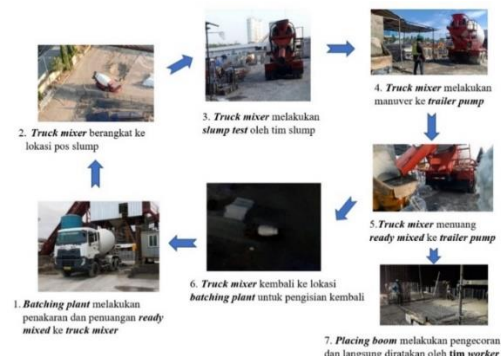 1. Batching plant melakukan
penakaran dan penuangan ready
mixed ke truck mixer
2. Truck mixer berangkat ke
lokasi pos slump
3. Truck mixer melakukan
slump test oleh tim slump
4. Truck mixer melakukan
manuver ke trailer pump
5. Truck mixer menuang
ready mixed ke trailer pump
6. Truck mixer kembali ke lokasi
batching plant untuk pengisian kembali
7. Placing boom melakukan pengecoran
dan langsung diratakan oleh tim worker